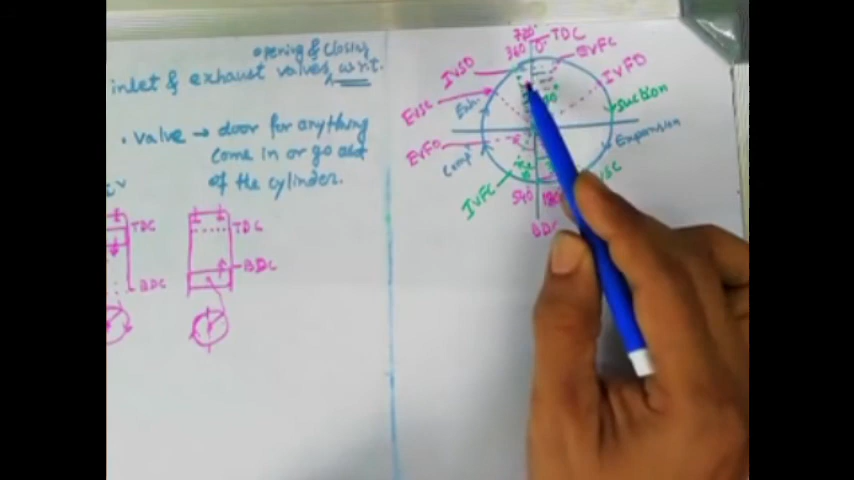 opening & closing
inlet & exhaust valves, w.r.t.
. valve → door for anything
come in or go out
of the cylinder.
TDC
BDC
TDC
BDC
720°
360° 0° TDC
EVFC
IVSO
IVFO
EVSC
Exh.
Suction
EVFO
Comp
Expansion
IVFC
540° 180
BDC